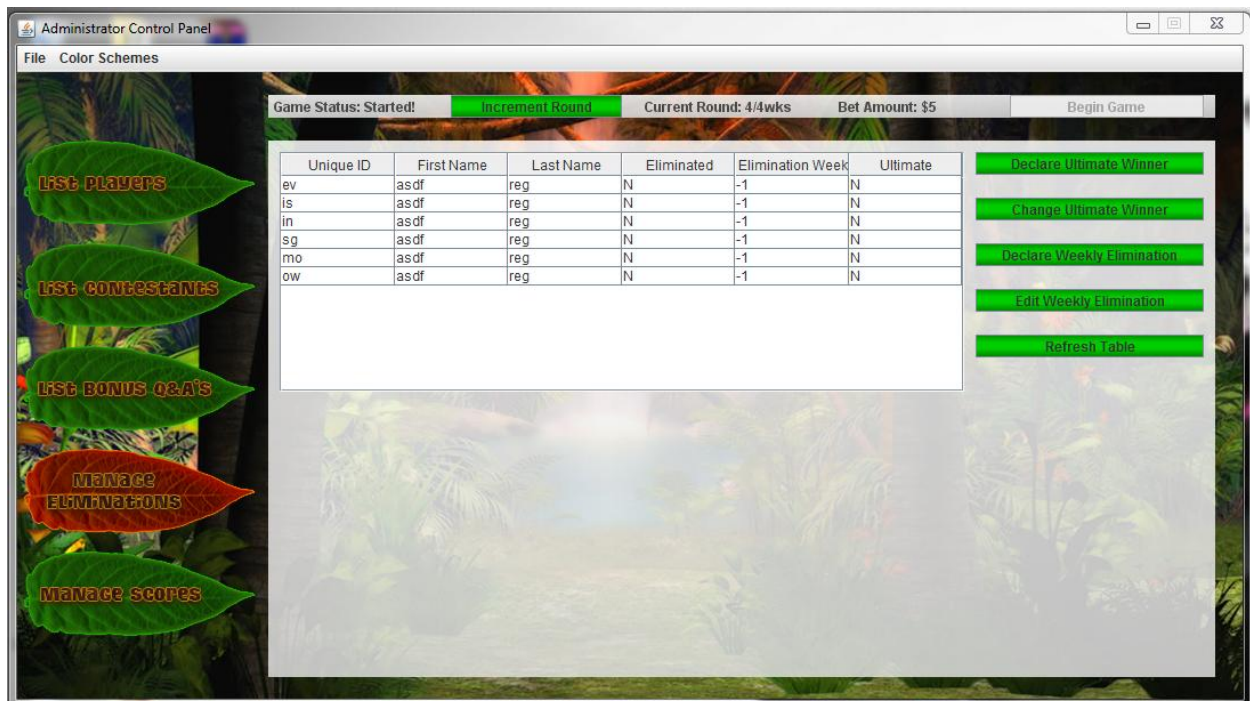 Administrator Control Panel
File Color Schemes
Game Status: Started! Increment Round Current Round: 4/4wks Bet Amount: $5 Begin Game
List Players
List Contestants
List Bonus Q&A's
Manage
Eliminations
Manage Scores
Unique ID First Name Last Name Eliminated Elimination Week Ultimate
ev asdf reg N -1 N
is asdf reg N -1 N
in asdf reg N -1 N
sg asdf reg N -1 N
mo asdf reg N -1 N
ow asdf reg N -1 N
Declare Ultimate Winner
Change Ultimate Winner
Declare Weekly Elimination
Edit Weekly Elimination
Refresh Table